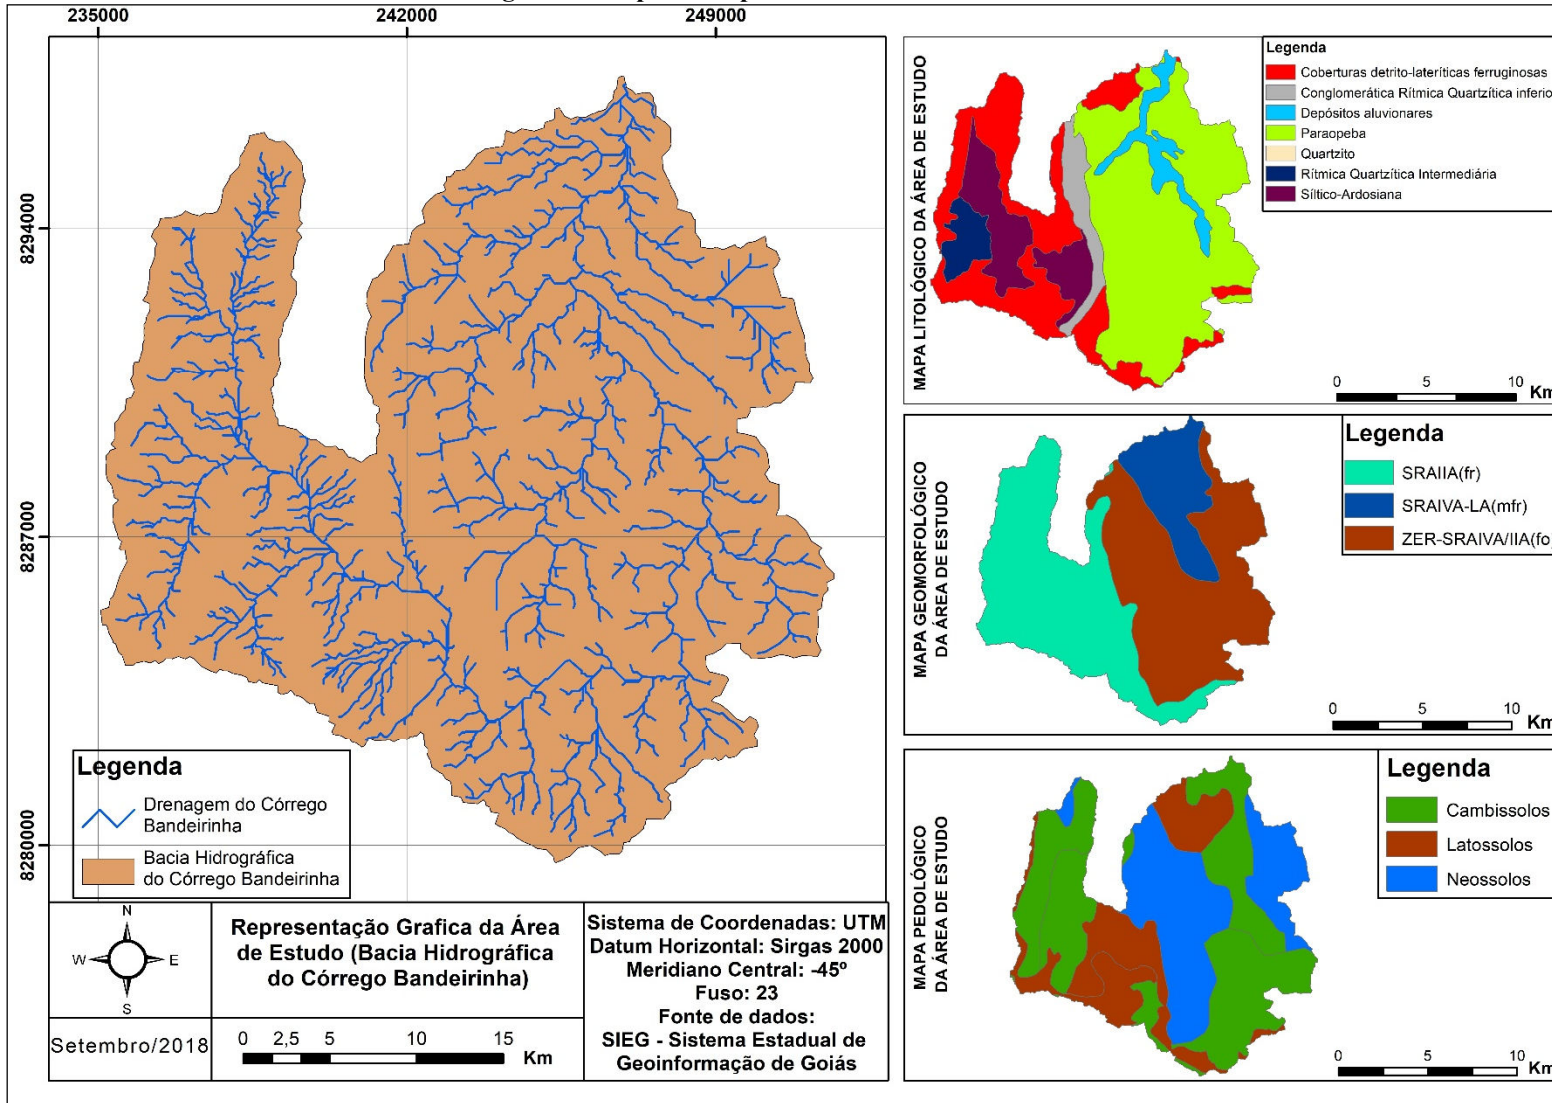 235000
242000
249000
8294000
8287000
8280000
Legenda
Drenagem do Córrego
Bandeirinha
Bacia Hidrográfica
do Córrego Bandeirinha
N
W
E
S
Setembro/2018
Representação Grafica da Área
de Estudo (Bacia Hidrográfica
do Córrego Bandeirinha)
0 2,5 5 10 15
Km
Sistema de Coordenadas: UTM
Datum Horizontal: Sirgas 2000
Meridiano Central: -45º
Fuso: 23
Fonte de dados:
SIEG - Sistema Estadual de
Geoinformação de Goiás
MAPA LITOLÓGICO DA ÁREA DE ESTUDO
Legenda
Coberturas detrito-lateríticas ferruginosas
Conglomerática Rítmica Quartzítica inferio
Depósitos aluvionares
Paraopeba
Quartzito
Rítmica Quartzítica Intermediária
Síltico-Ardosiana
0 5 10
Km
MAPA GEOMORFOLÓGICO
DA ÁREA DE ESTUDO
Legenda
SRAIIA(fr)
SRAIVA-LA(mfr)
ZER-SRAIVA/IIA(fo)
0 5 10
Km
MAPA PEDOLÓGICO
DA ÁREA DE ESTUDO
Legenda
Cambissolos
Latossolos
Neossolos
0 5 10
Km